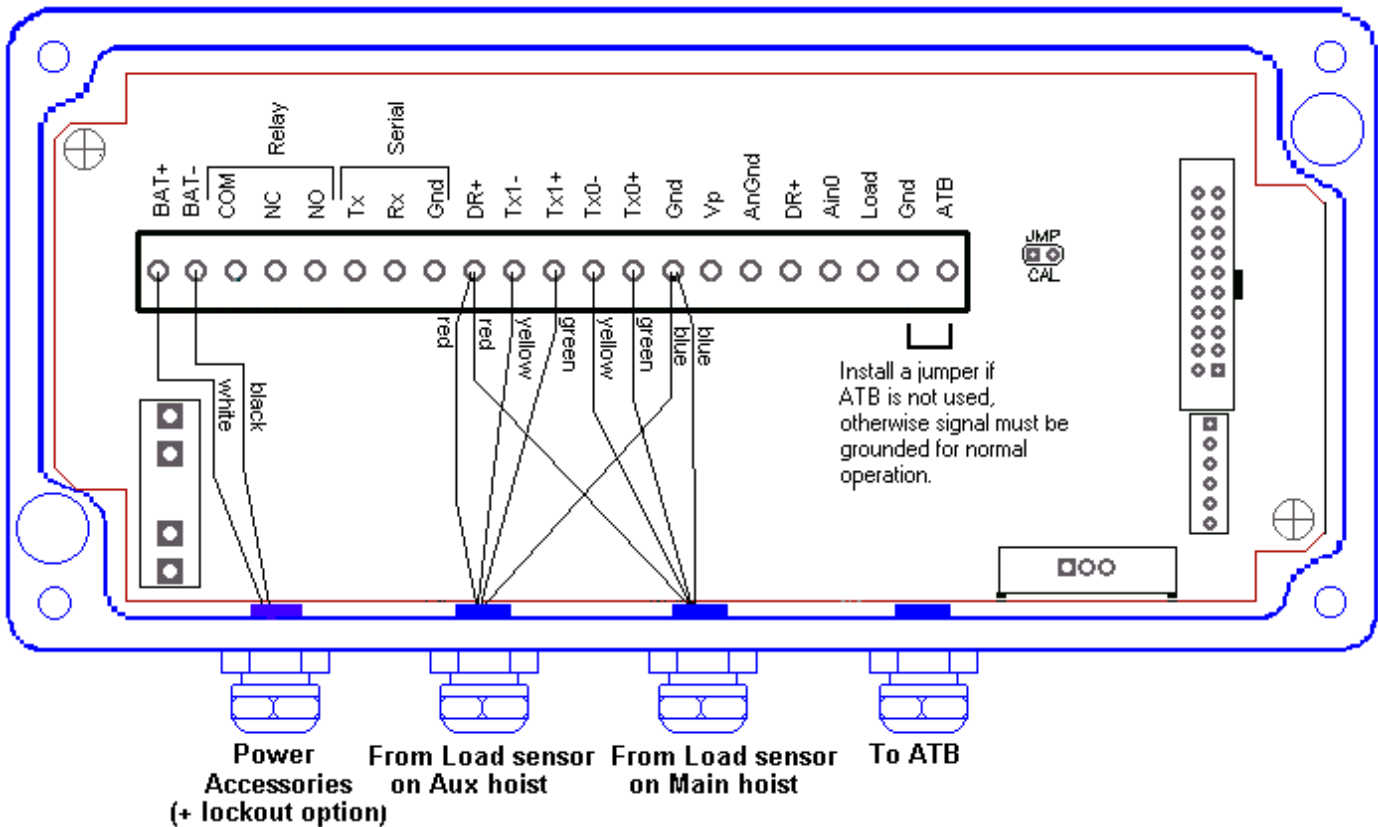 Relay
Serial
BAT+
BAT-
COM
NC
NO
Tx
Rx
Gnd
DR+
Tx1-
Tx1+
Tx0-
Tx0+
Gnd
Vp
AnGnd
DR+
Ain0
Load
Gnd
ATB
JMP
CAL
white
black
red
red
yellow
green
yellow
green
blue
blue
Install a jumper if
ATB is not used,
otherwise signal must be
grounded for normal
operation.
Power
Accessories
(+ lockout option)
From Load sensor
on Aux hoist
From Load sensor
on Main hoist
To ATB